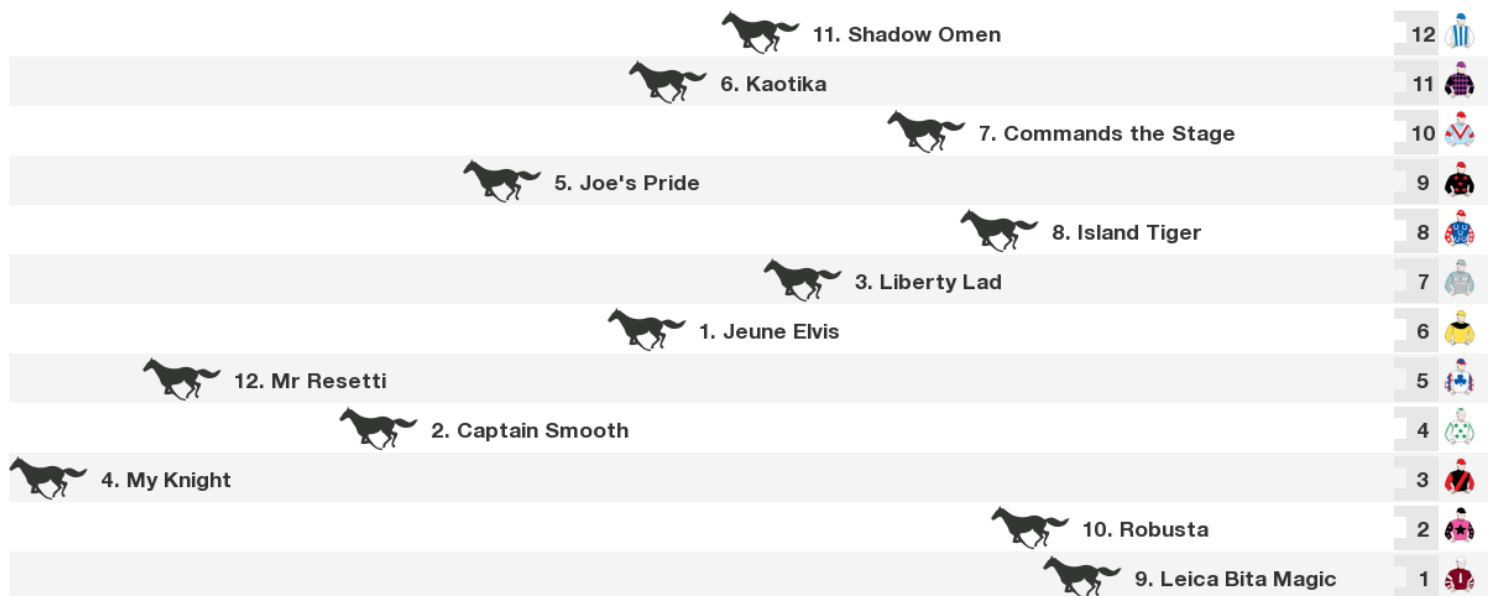 11. Shadow Omen 12
6. Kaotika 11
7. Commands the Stage 10
5. Joe's Pride 9
8. Island Tiger 8
3. Liberty Lad 7
1. Jeune Elvis 6
12. Mr Resetti 5
2. Captain Smooth 4
4. My Knight 3
10. Robusta 2
9. Leica Bita Magic 1